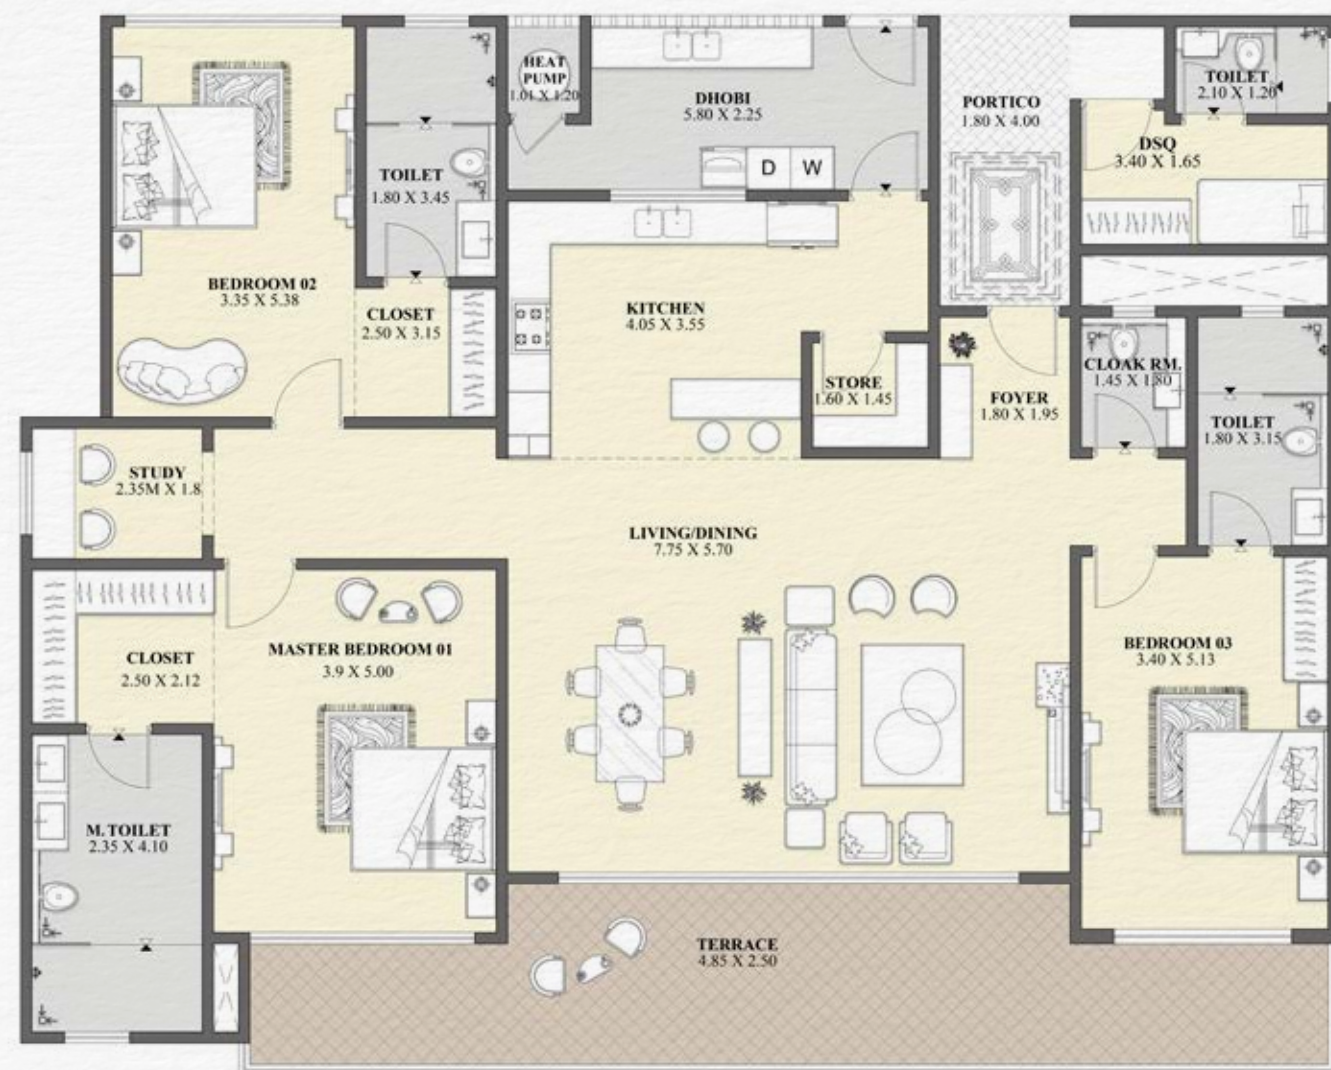 HEAT
PUMP
1.01 X 1.20
DHOBI
5.80 X 2.25
PORTICO
1.80 X 4.00
TOILET
2.10 X 1.20
DSQ
3.40 X 1.65
TOILET
1.80 X 3.45
D W
BEDROOM 02
3.35 X 5.38
CLOSET
2.50 X 3.15
KITCHEN
4.05 X 3.55
STORE
1.60 X 1.45
FOYER
1.80 X 1.95
CLOAK RM.
1.45 X 1.80
TOILET
1.80 X 3.15
STUDY
2.35M X 1.8
LIVING/DINING
7.75 X 5.70
CLOSET
2.50 X 2.12
MASTER BEDROOM 01
3.9 X 5.00
BEDROOM 03
3.40 X 5.13
M. TOILET
2.35 X 4.10
TERRACE
4.85 X 2.50